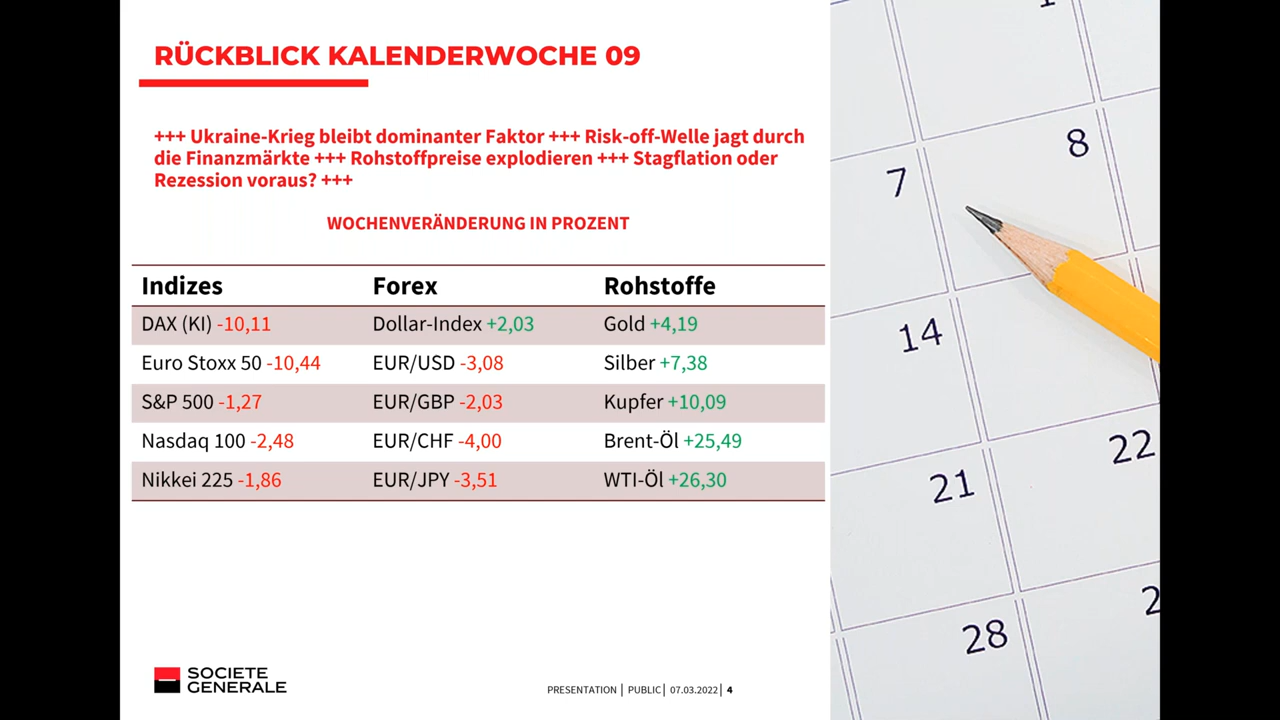 RÜCKBLICK KALENDERWOCHE 09
+++ Ukraine-Krieg bleibt dominanter Faktor +++ Risk-off-Welle jagt durch
die Finanzmärkte +++ Rohstoffpreise explodieren +++ Stagflation oder
Rezession voraus? +++
WOCHENVERÄNDERUNG IN PROZENT
Indizes Forex Rohstoffe
DAX (KI) -10,11 Dollar-Index +2,03 Gold +4,19
Euro Stoxx 50 -10,44 EUR/USD -3,08 Silber +7,38
S&P 500 -1,27 EUR/GBP -2,03 Kupfer +10,09
Nasdaq 100 -2,48 EUR/CHF -4,00 Brent-Öl +25,49
Nikkei 225 -1,86 EUR/JPY -3,51 WTI-Öl +26,30
SOCIETE
GENERALE
PRESENTATION | PUBLIC | 07.03.2022 | 4
7 8
14
21 22
28